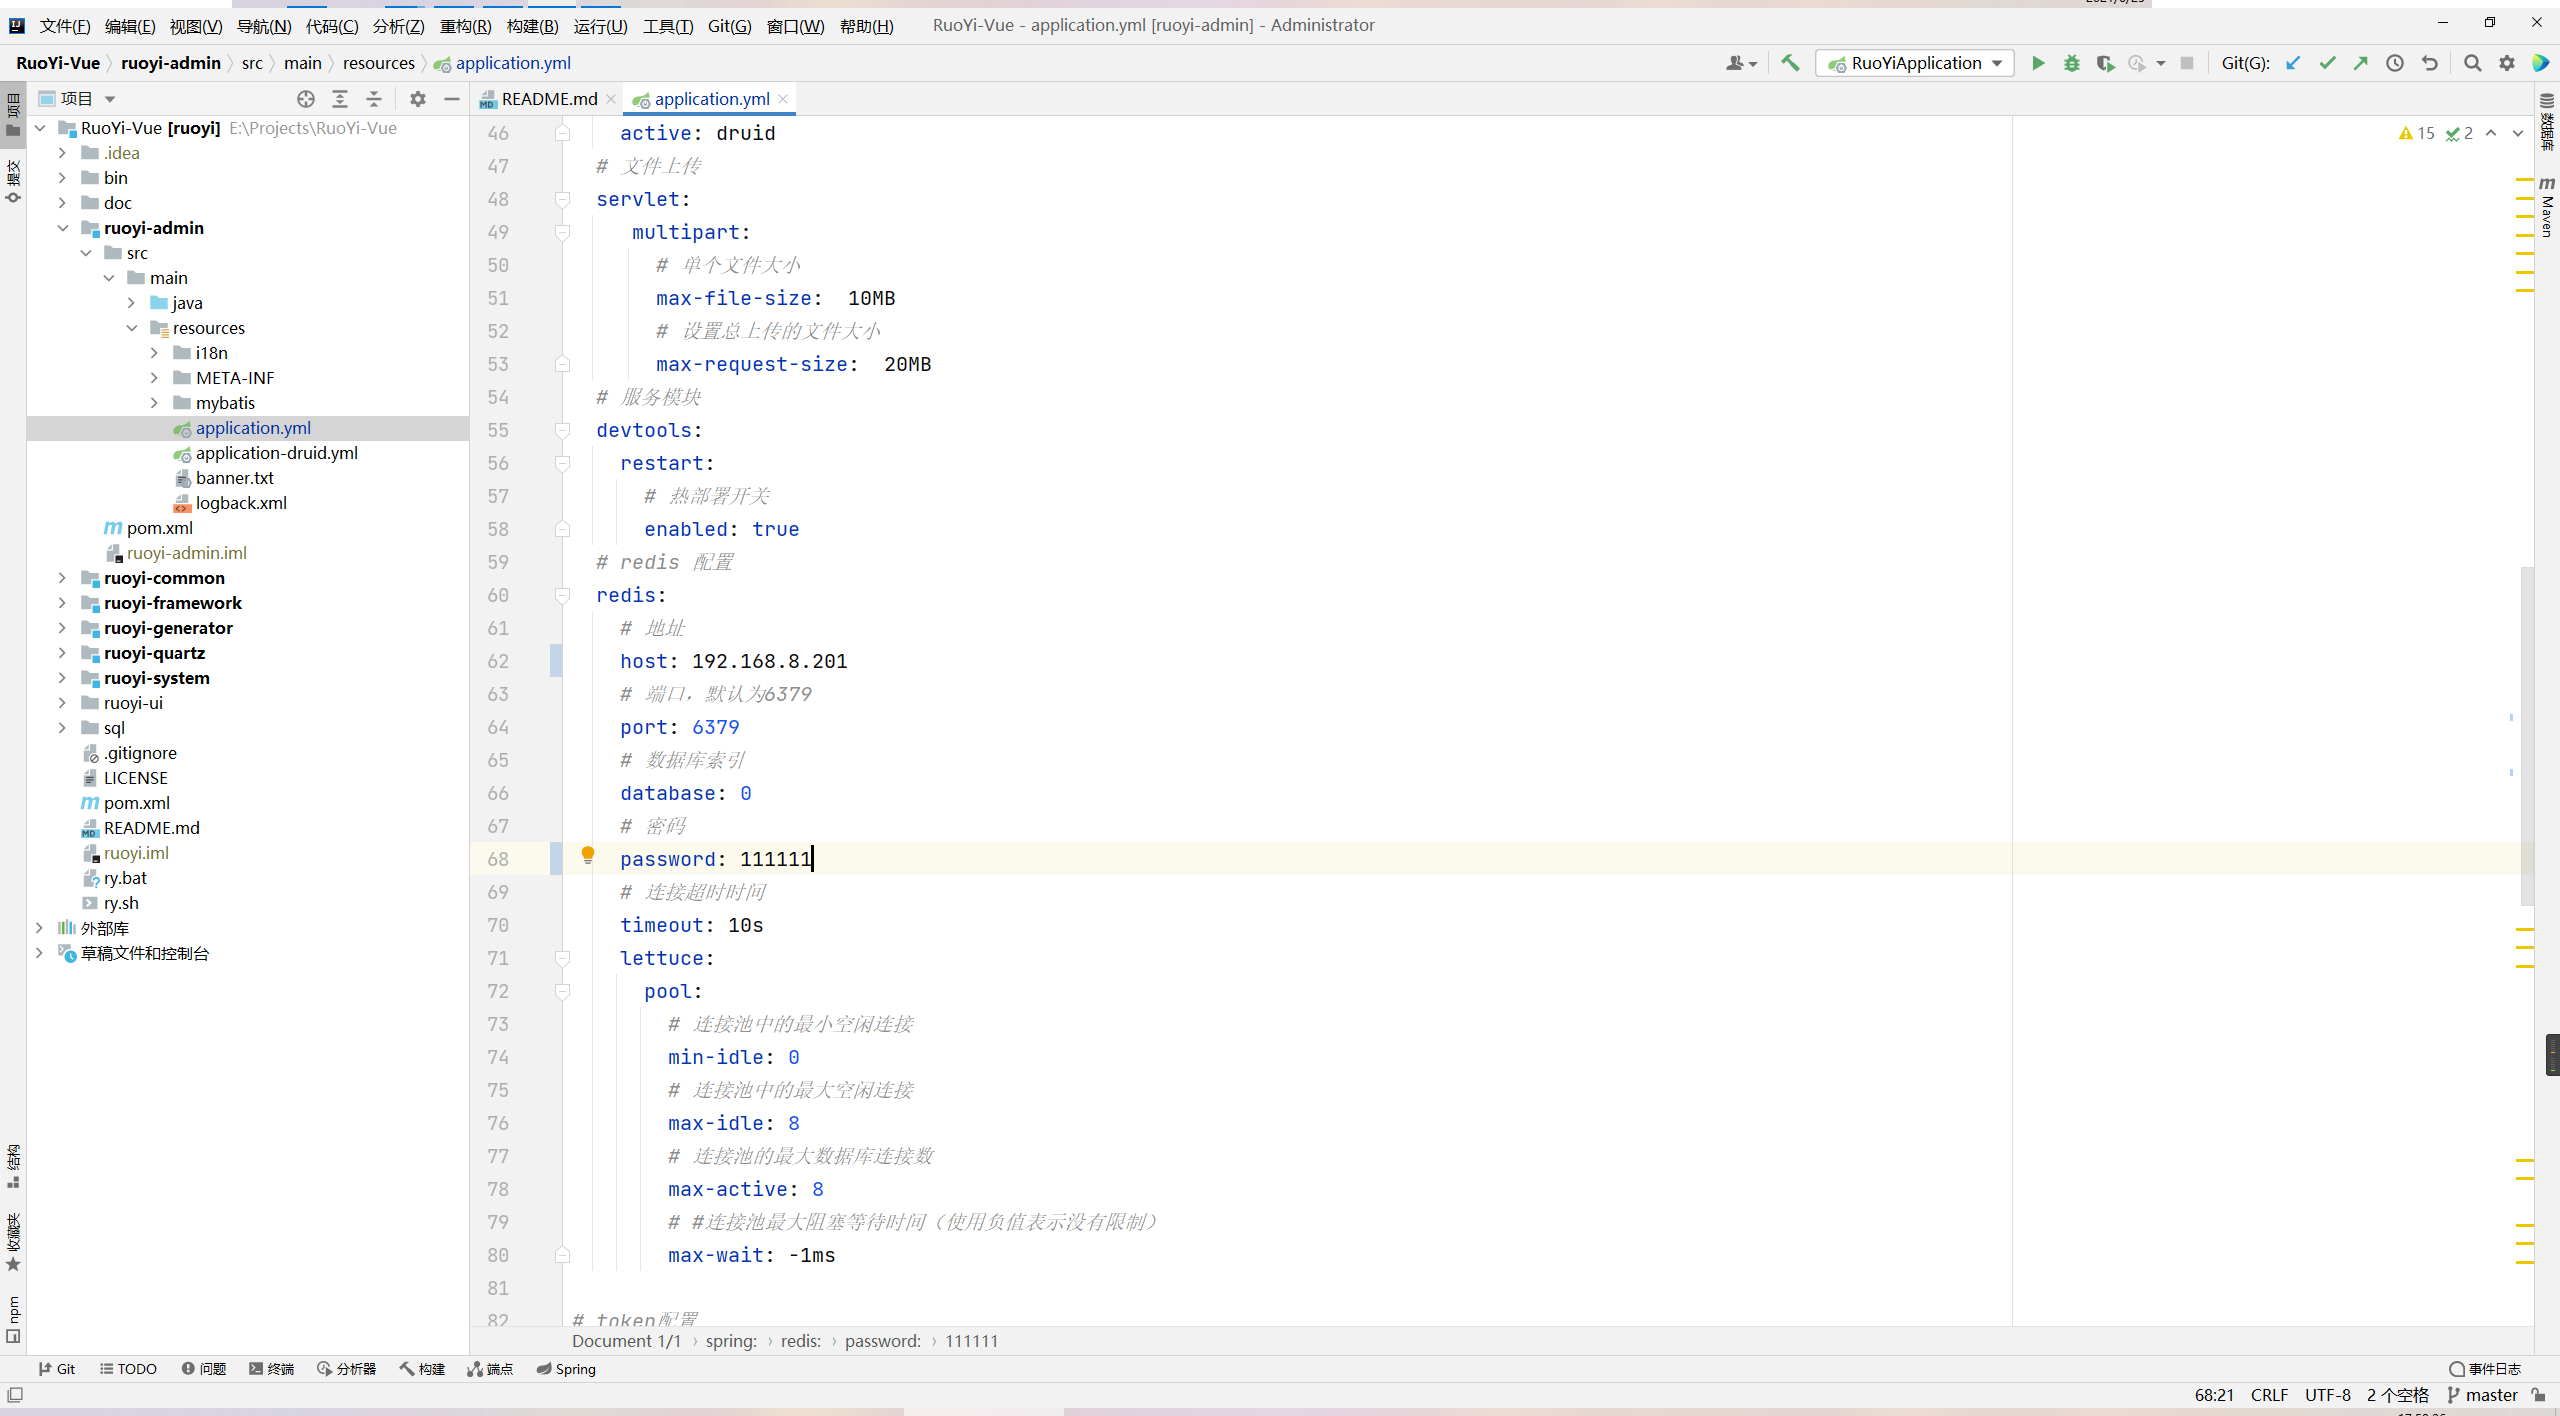 文件(F) 编辑(E) 视图(V) 导航(N) 代码(C) 分析(Z) 重构(R) 构建(B) 运行(U) 工具(T) Git(G) 窗口(W) 帮助(H) RuoYi-Vue - application.yml [ruoyi-admin] - Administrator
RuoYi-Vue ruoyi-admin src main resources application.yml RuoYiApplication Git(G):
项目
README.md application.yml
RuoYi-Vue [ruoyi] E:\Projects\RuoYi-Vue
.idea
bin
doc
ruoyi-admin
src
main
java
resources
i18n
META-INF
mybatis
application.yml
application-druid.yml
banner.txt
logback.xml
pom.xml
ruoyi-admin.iml
ruoyi-common
ruoyi-framework
ruoyi-generator
ruoyi-quartz
ruoyi-system
ruoyi-ui
sql
.gitignore
LICENSE
pom.xml
README.md
ruoyi.iml
ry.bat
ry.sh
外部库
草稿文件和控制台
项目
提交
结构
收藏夹
npm
46 active: druid
47 # 文件上传
48 servlet:
49 multipart:
50 # 单个文件大小
51 max-file-size:  10MB
52 # 设置总上传的文件大小
53 max-request-size:  20MB
54 # 服务模块
55 devtools:
56 restart:
57 # 热部署开关
58 enabled: true
59 # redis 配置
60 redis:
61 # 地址
62 host: 192.168.8.201
63 # 端口，默认为6379
64 port: 6379
65 # 数据库索引
66 database: 0
67 # 密码
68 password: 111111
69 # 连接超时时间
70 timeout: 10s
71 lettuce:
72 pool:
73 # 连接池中的最小空闲连接
74 min-idle: 0
75 # 连接池中的最大空闲连接
76 max-idle: 8
77 # 连接池的最大数据库连接数
78 max-active: 8
79 # #连接池最大阻塞等待时间（使用负值表示没有限制）
80 max-wait: -1ms
81
82 # token配置
15 2
数据库
Maven
Document 1/1 › spring: › redis: › password: › 111111
Git TODO 问题 终端 分析器 构建 端点 Spring 事件日志
68:21 CRLF UTF-8 2 个空格 master